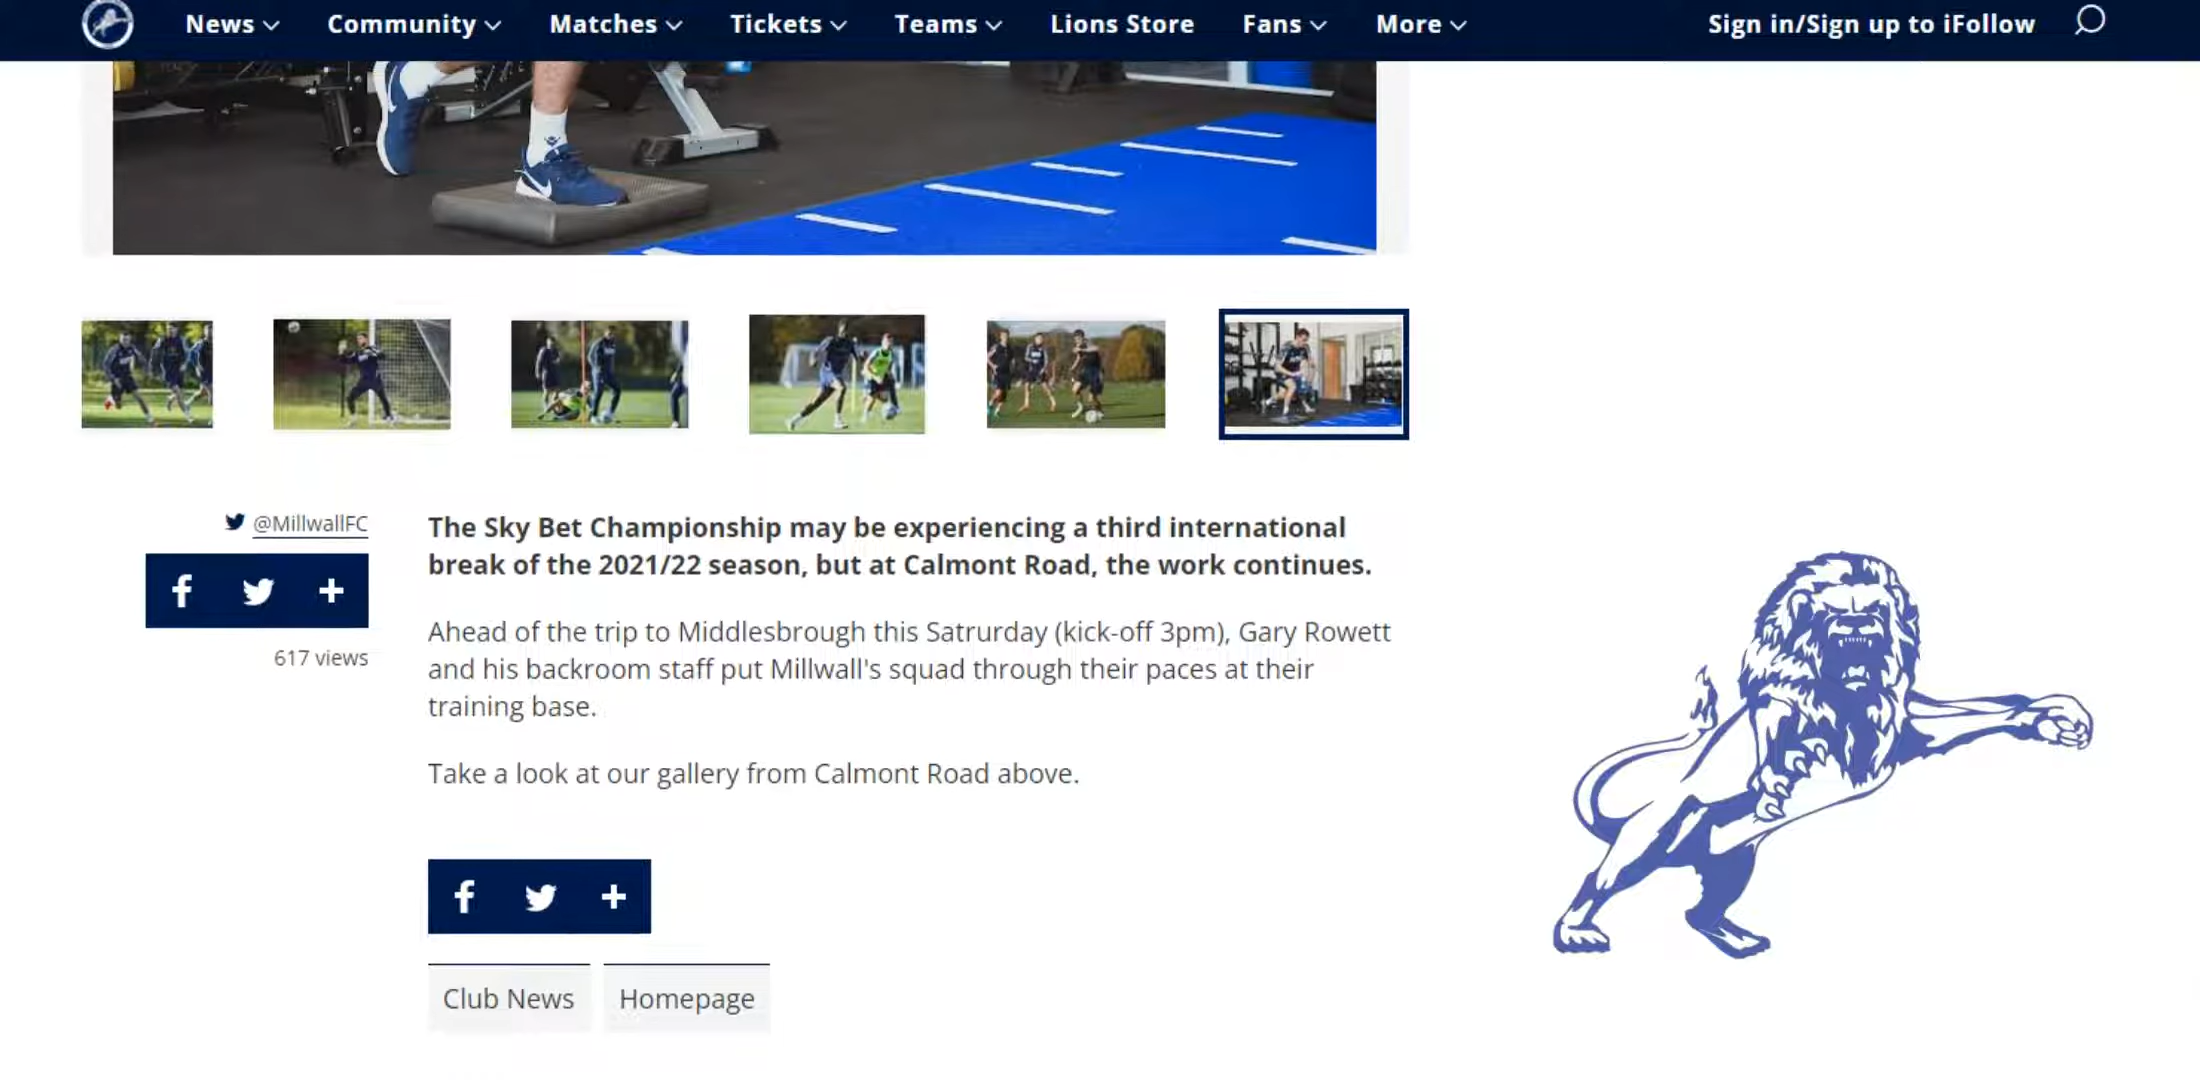 News Community Matches Tickets Teams Lions Store Fans More Sign in/Sign up to iFollow
@MillwallFC
617 views
The Sky Bet Championship may be experiencing a third international
break of the 2021/22 season, but at Calmont Road, the work continues.
Ahead of the trip to Middlesbrough this Satrurday (kick-off 3pm), Gary Rowett
and his backroom staff put Millwall's squad through their paces at their
training base.
Take a look at our gallery from Calmont Road above.
Club News Homepage